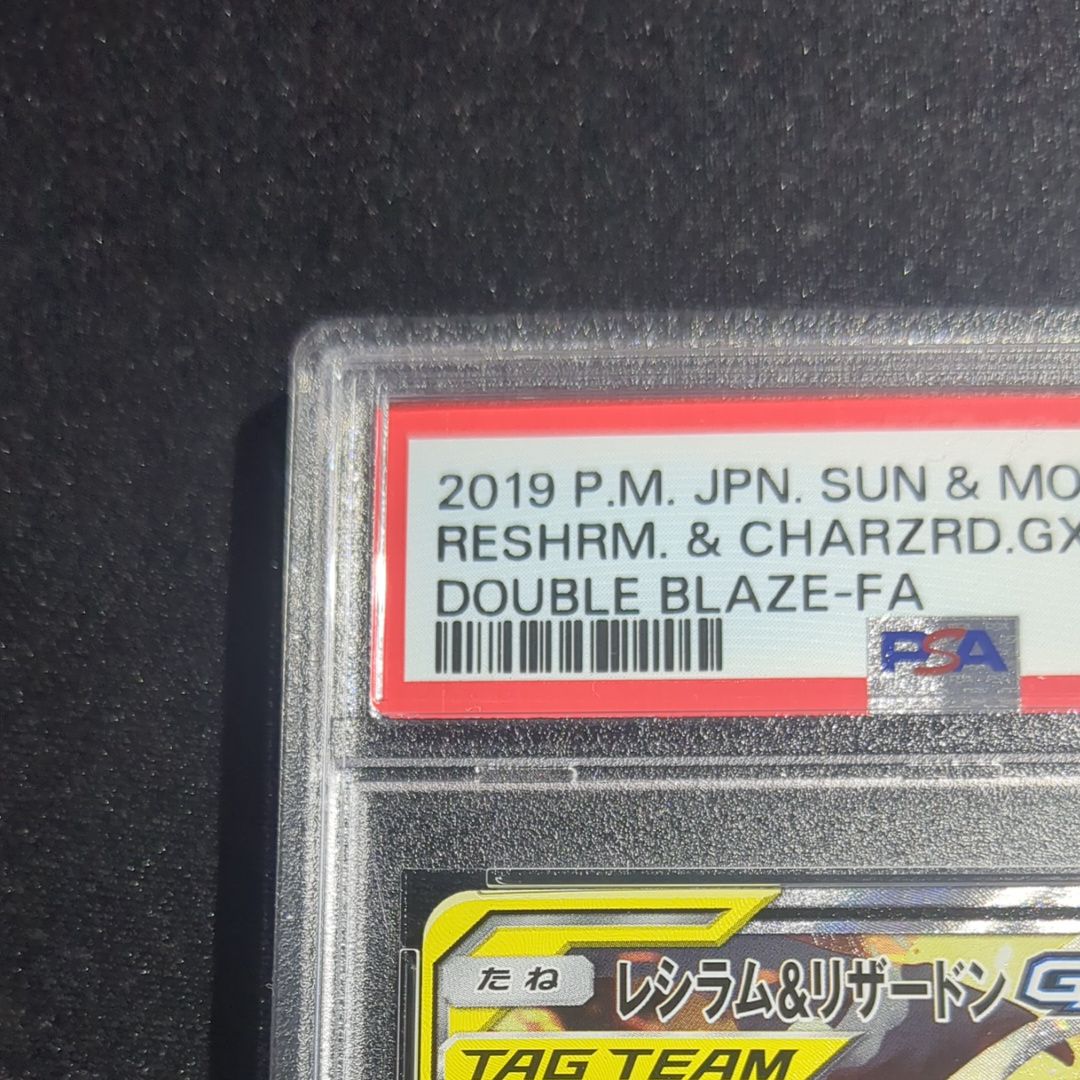 2019 P.M. JPN. SUN & MO
RESHRM. & CHARZRD.GX
DOUBLE BLAZE-FA
PSA
たね レシラム&リザードン G
TAG TEAM